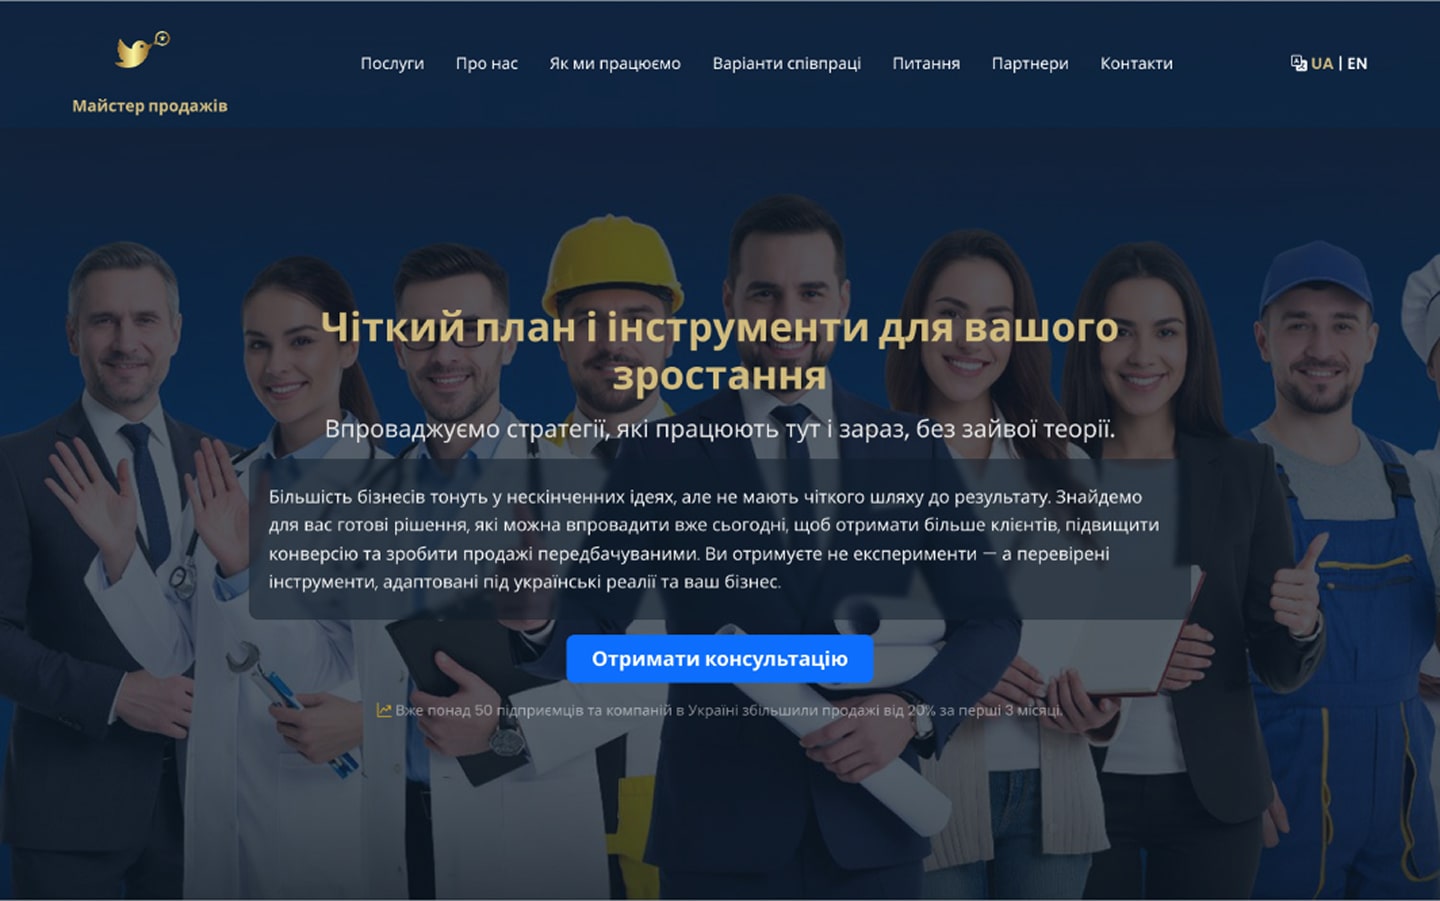 Майстер продажів
Послуги Про нас Як ми працюємо Варіанти співпраці Питання Партнери Контакти
UA | EN
Чіткий план і інструменти для вашого
зростання
Впроваджуємо стратегії, які працюють тут і зараз, без зайвої теорії.
Більшість бізнесів тонуть у нескінченних ідеях, але не мають чіткого шляху до результату. Знайдемо
для вас готові рішення, які можна впровадити вже сьогодні, щоб отримати більше клієнтів, підвищити
конверсію та зробити продажі передбачуваними. Ви отримуєте не експерименти — а перевірені
інструменти, адаптовані під українські реалії та ваш бізнес.
Отримати консультацію
Вже понад 50 підприємців та компаній в Україні збільшили продажі від 20% за перші 3 місяці.